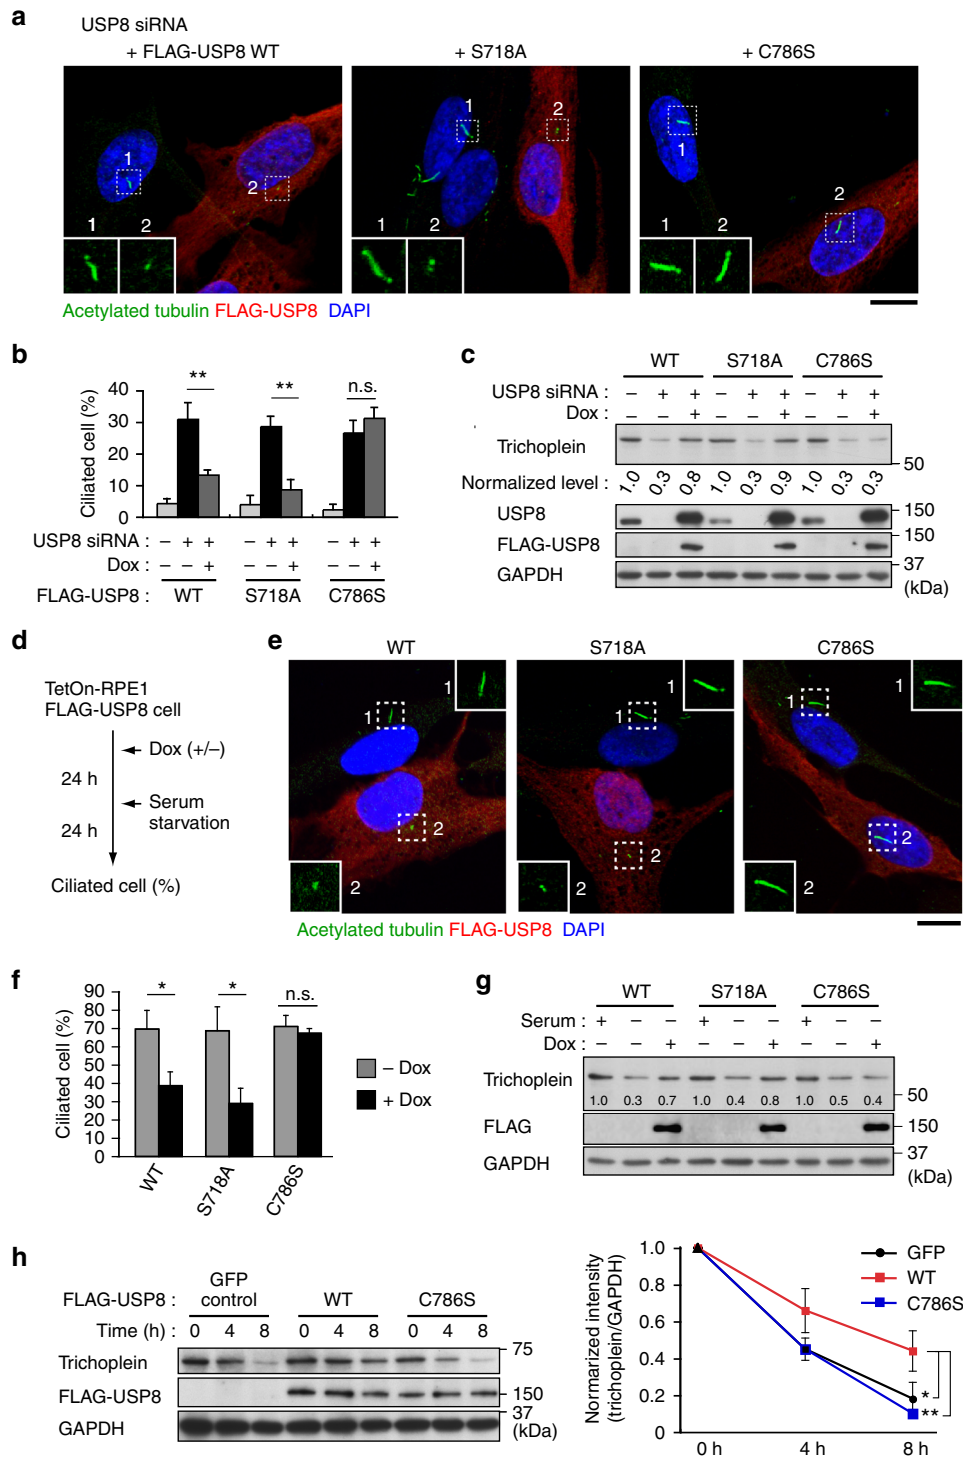 a
USP8 siRNA
+ FLAG-USP8 WT
+ S718A
+ C786S
1
2
1 2
1
2
1 2
1
2
1 2
Acetylated tubulin FLAG-USP8 DAPI
b
Ciliated cell (%)
40
30
20
10
0
**
**
n.s.
USP8 siRNA : – + + – + + – + +
Dox : – – + – – + – – +
FLAG-USP8 : WT S718A C786S
c
WT S718A C786S
USP8 siRNA : – + + – + + – + +
Dox : – – + – – + – – +
Trichoplein
50
Normalized level : 1.0 0.3 0.8 1.0 0.3 0.9 1.0 0.3 0.3
USP8
150
FLAG-USP8
150
GAPDH
37
(kDa)
d
TetOn-RPE1
FLAG-USP8 cell
Dox (+/–)
24 h
Serum
starvation
24 h
Ciliated cell (%)
e
WT
S718A
C786S
1
2
2
1
2
2
1
1
2
2
Acetylated tubulin FLAG-USP8 DAPI
f
Ciliated cell (%)
90
80
70
60
50
40
30
20
10
0
*
*
n.s.
– Dox
+ Dox
WT
S718A
C786S
g
WT S718A C786S
Serum : + – – + – – + – –
Dox : – – + – – + – – +
Trichoplein
1.0 0.3 0.7 1.0 0.4 0.8 1.0 0.5 0.4
50
FLAG
150
GAPDH
37
(kDa)
h
FLAG-USP8 : GFP control WT C786S
Time (h) : 0 4 8 0 4 8 0 4 8
75
Trichoplein
FLAG-USP8
150
37
GAPDH
(kDa)
Normarized intensity
(trichoplein/GAPDH)
1.0
0.8
0.6
0.4
0.2
0
GFP
WT
C786S
*
**
0 h 4 h 8 h